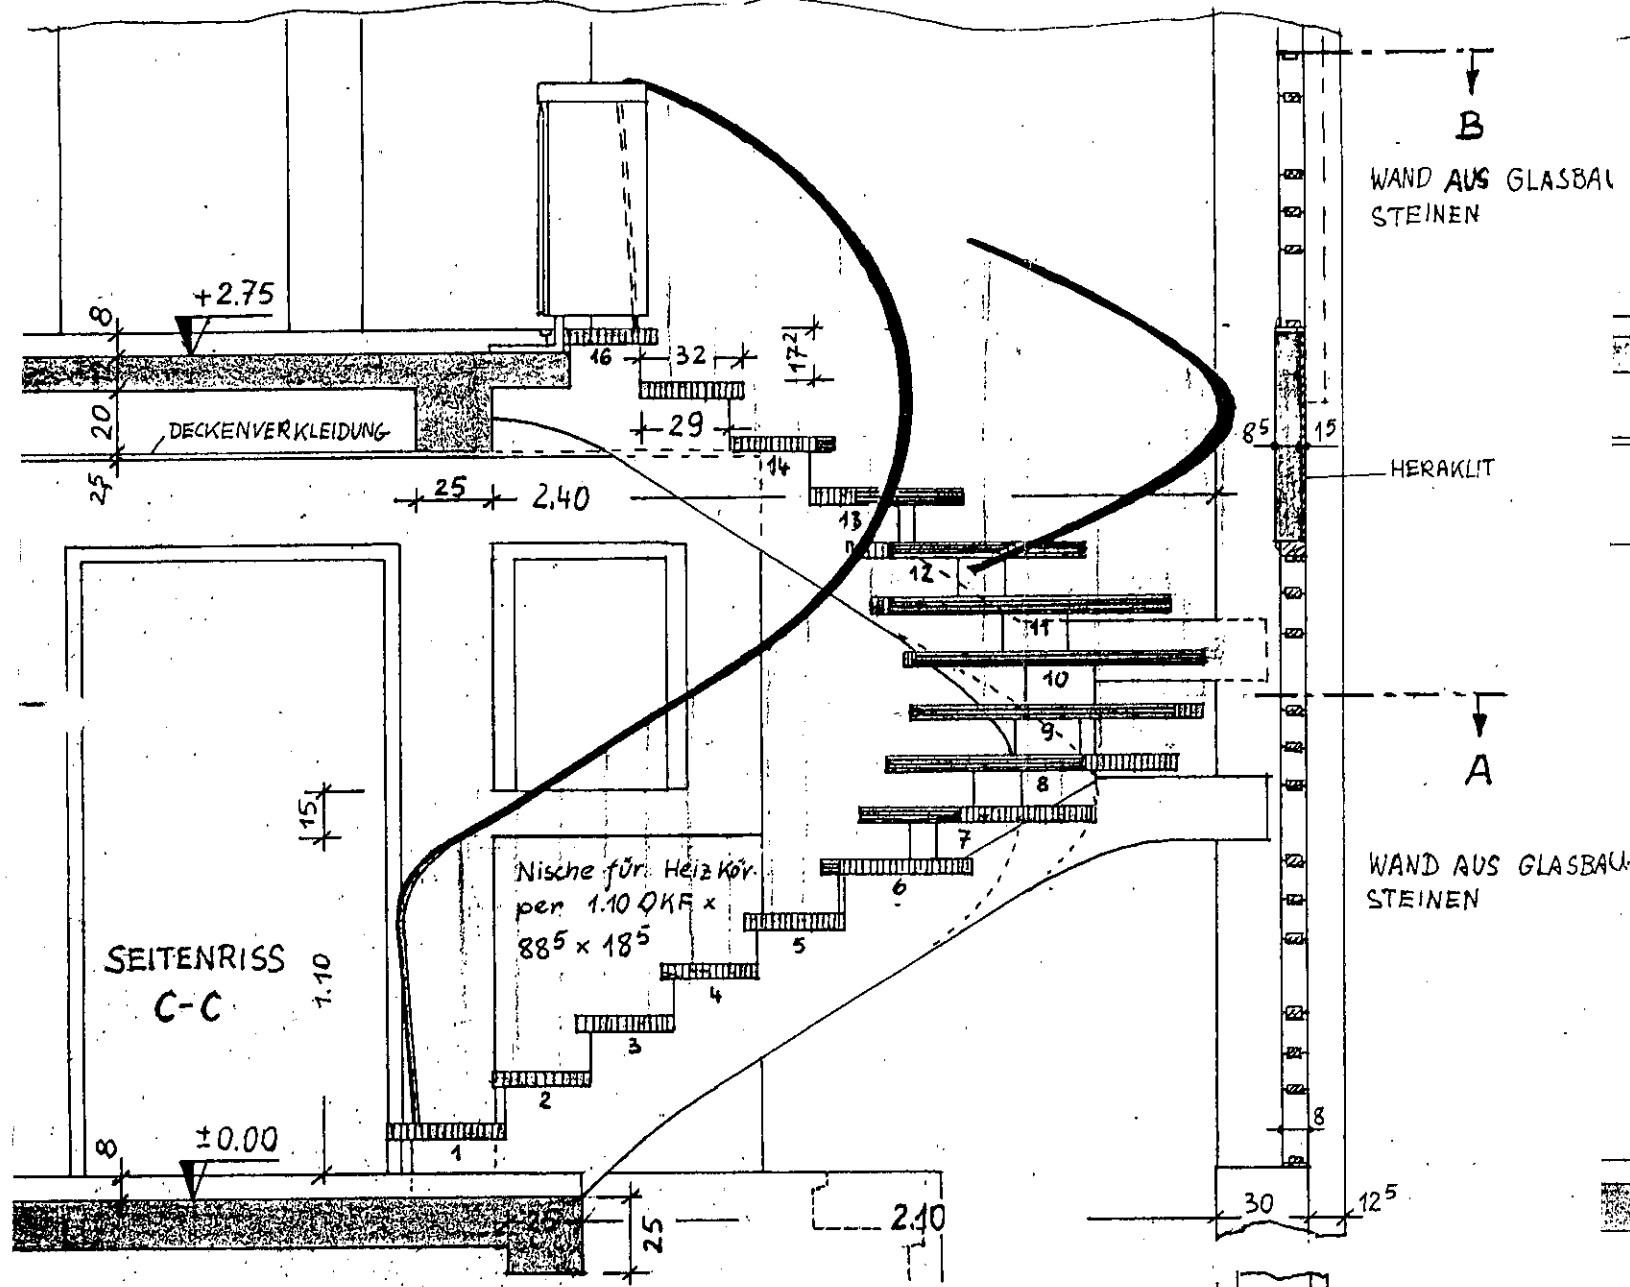 B
WAND AUS GLASBAU
STEINEN
+2.75
8
16
32
17²
20
DECKENVERKLEIDUNG
29
14
8⁵
1⁵
HERAKLIT
25
25
2,40
13
12
11
10
9
A
8
15
7
Nische für Heizkör-
per 1.10 OKF x
88⁵ x 18⁵
6
WAND AUS GLASBAU-
STEINEN
5
SEITENRISS
C-C
1.10
4
3
2
1
8
±0.00
8
25
25
2.10
30
12⁵